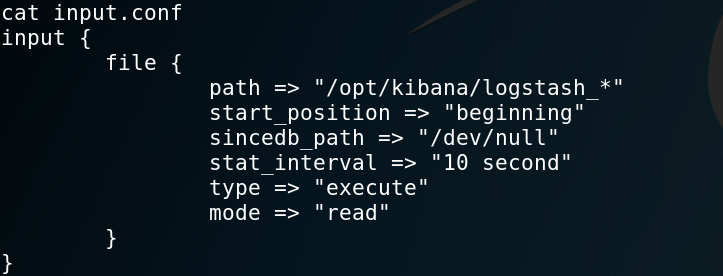 cat input.conf
input {
        file {
                path => "/opt/kibana/logstash_*"
                start_position => "beginning"
                sincedb_path => "/dev/null"
                stat_interval => "10 second"
                type => "execute"
                mode => "read"
        }
}